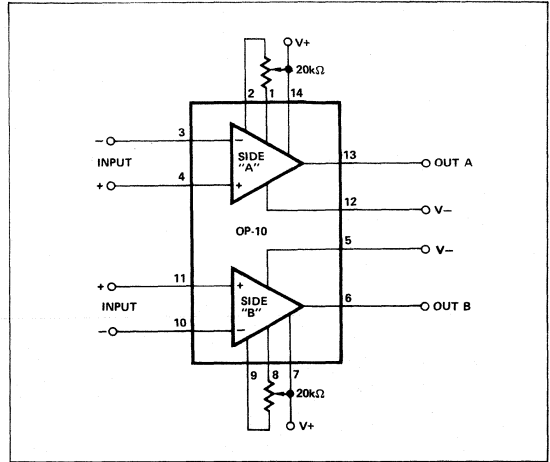 V+
20kΩ
2 1 14
− 3 13 OUT A
INPUT
− SIDE "A" +
+ 4
12 V−
OP-10
5 V−
+ 11
INPUT
+ SIDE "B" −
6 OUT B
− 10
9 8 7
20kΩ
V+